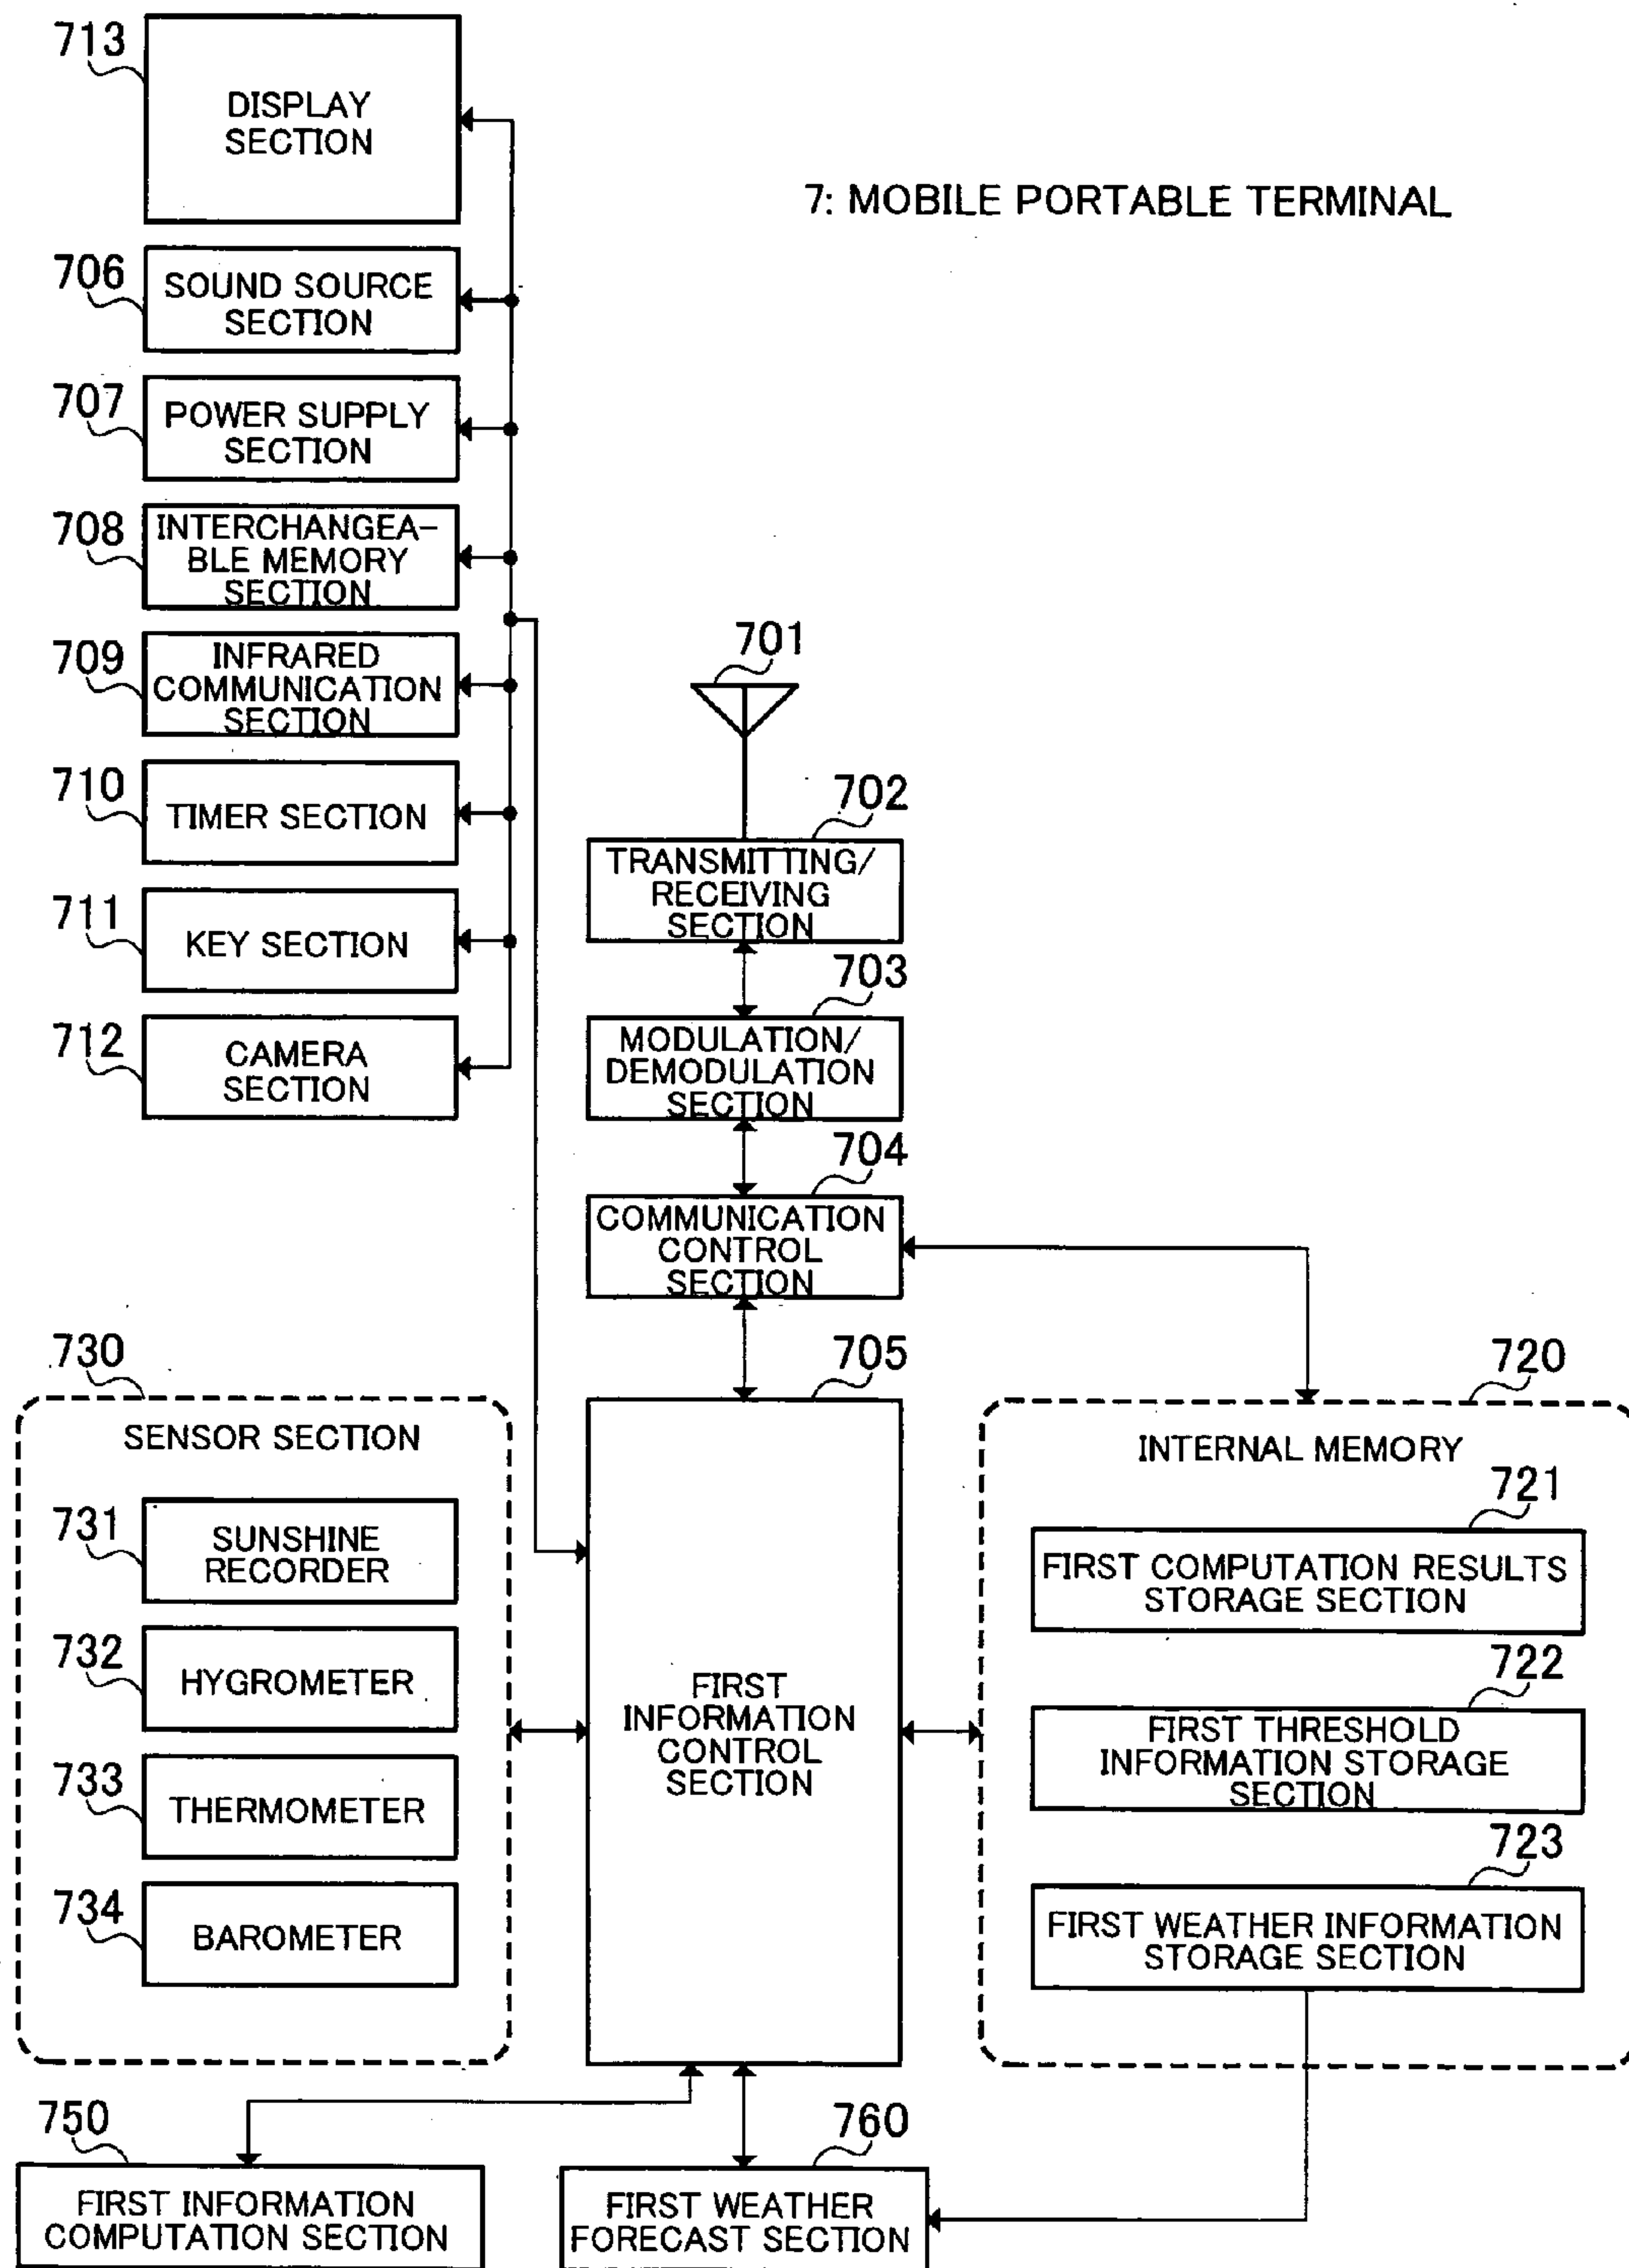 713
DISPLAY
SECTION
7: MOBILE PORTABLE TERMINAL
706
SOUND SOURCE
SECTION
707
POWER SUPPLY
SECTION
708
INTERCHANGEA-
BLE MEMORY
SECTION
709
INFRARED
COMMUNICATION
SECTION
710
TIMER SECTION
711
KEY SECTION
712
CAMERA
SECTION
701
702
TRANSMITTING/
RECEIVING
SECTION
703
MODULATION/
DEMODULATION
SECTION
704
COMMUNICATION
CONTROL
SECTION
730
SENSOR SECTION
731
SUNSHINE
RECORDER
732
HYGROMETER
733
THERMOMETER
734
BAROMETER
705
FIRST
INFORMATION
CONTROL
SECTION
720
INTERNAL MEMORY
721
FIRST COMPUTATION RESULTS
STORAGE SECTION
722
FIRST THRESHOLD
INFORMATION STORAGE
SECTION
723
FIRST WEATHER INFORMATION
STORAGE SECTION
750
FIRST INFORMATION
COMPUTATION SECTION
760
FIRST WEATHER
FORECAST SECTION